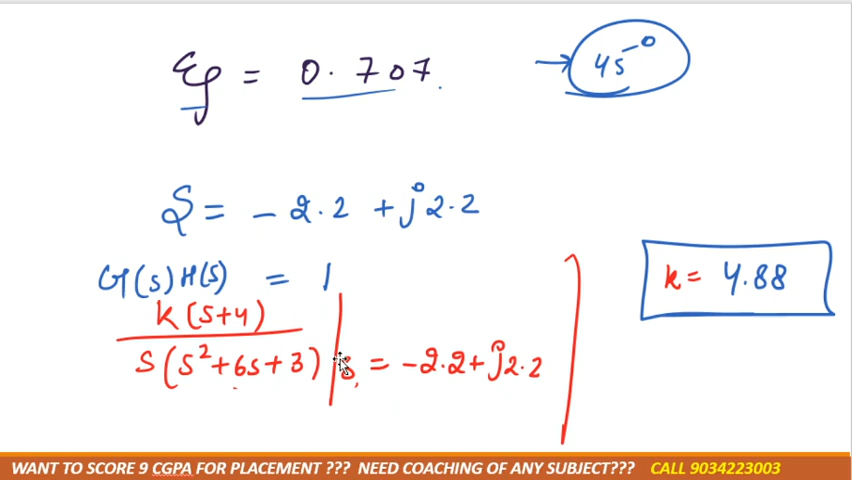 ξ = 0.707
→ 45°
S = -2.2 + j2.2
G(s)H(s) = 1
k = 4.88
K(s+4)
S(s²+6s+3) | s = -2.2+j2.2
WANT TO SCORE 9 CGPA FOR PLACEMENT ??? NEED COACHING OF ANY SUBJECT??? CALL 9034223003